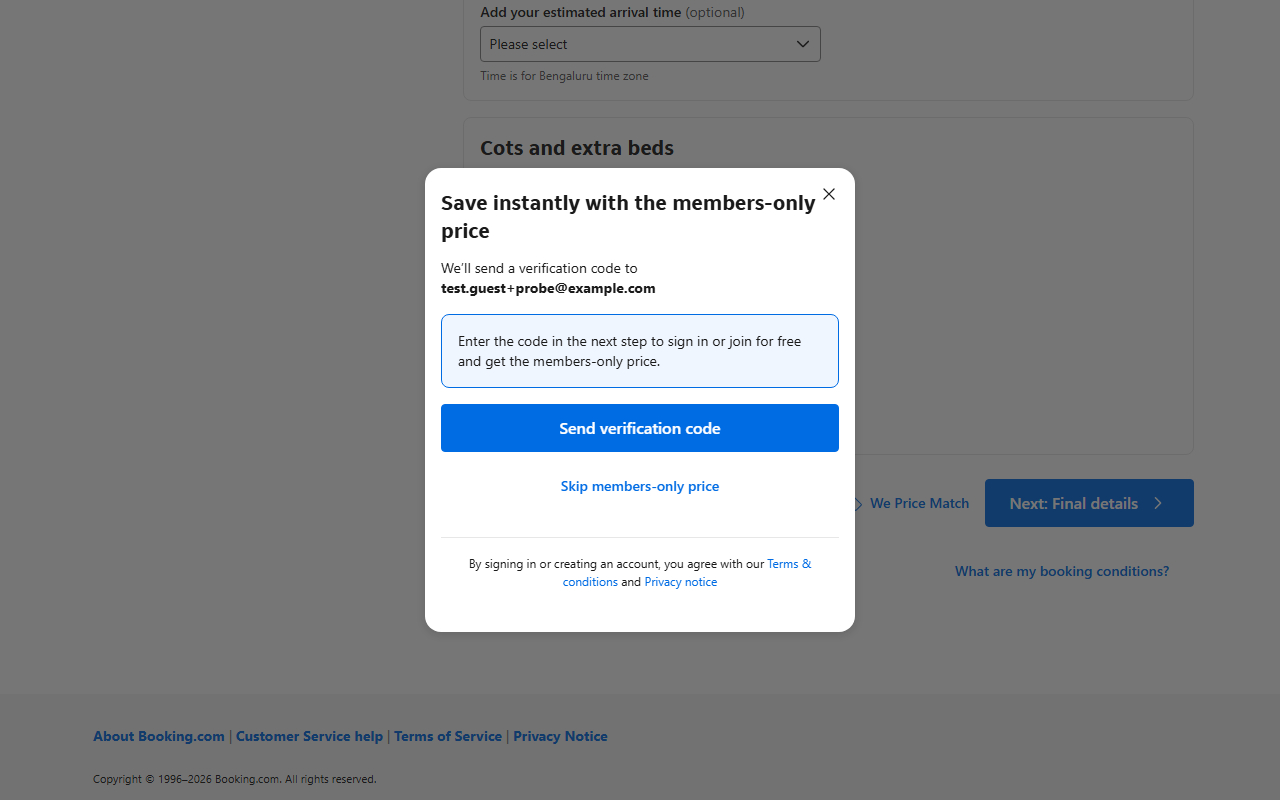 Add your estimated arrival time (optional)
Please select
Time is for Bengaluru time zone
Cots and extra beds
Save instantly with the members-only
price
We'll send a verification code to
test.guest+probe@example.com
Enter the code in the next step to sign in or join for free
and get the members-only price.
Send verification code
Skip members-only price
We Price Match
Next: Final details
By signing in or creating an account, you agree with our Terms &
conditions and Privacy notice
What are my booking conditions?
About Booking.com | Customer Service help | Terms of Service | Privacy Notice
Copyright © 1996–2026 Booking.com. All rights reserved.